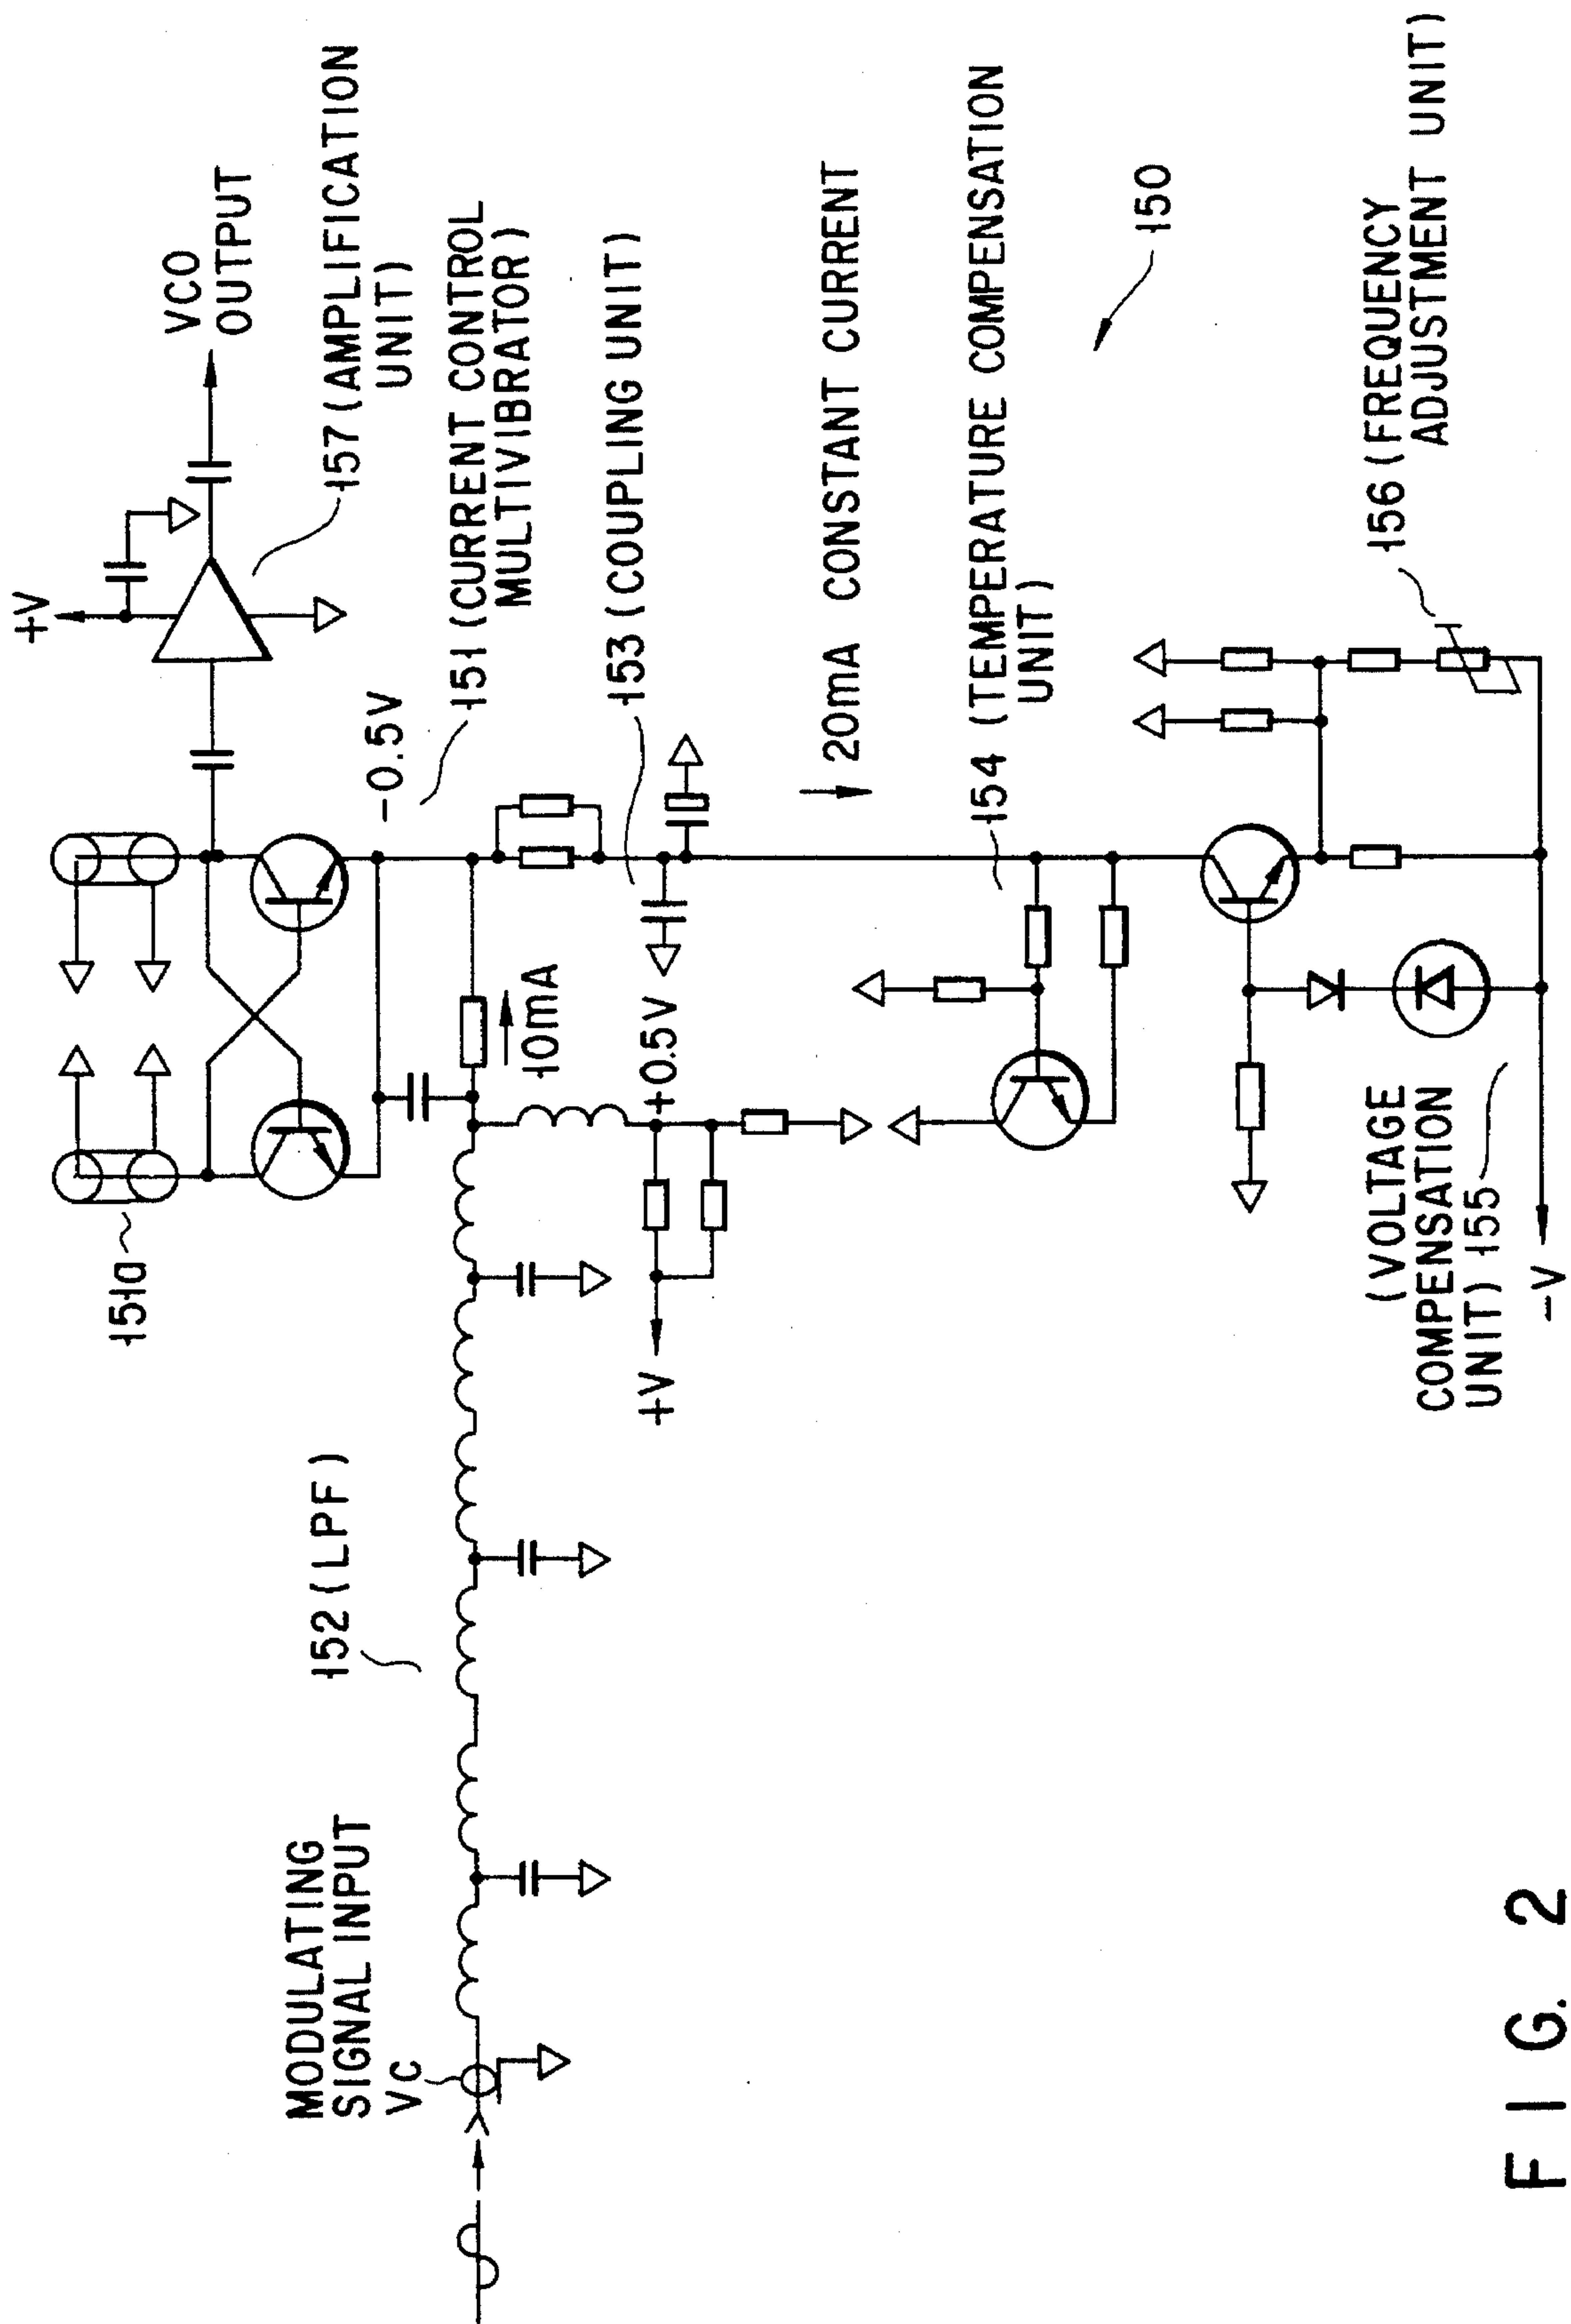 MODULATING
SIGNAL INPUT
Vc
152 (LPF)
151a
+V
VCO
OUTPUT
157 (AMPLIFICATION
UNIT)
-0.5V
151 (CURRENT CONTROL
MULTIVIBRATOR)
10mA
153 (COUPLING UNIT)
+0.5V
+V
20mA CONSTANT CURRENT
154 (TEMPERATURE COMPENSATION
UNIT)
150
(VOLTAGE
COMPENSATION
UNIT) 155
-V
156 (FREQUENCY
ADJUSTMENT UNIT)
FIG. 2